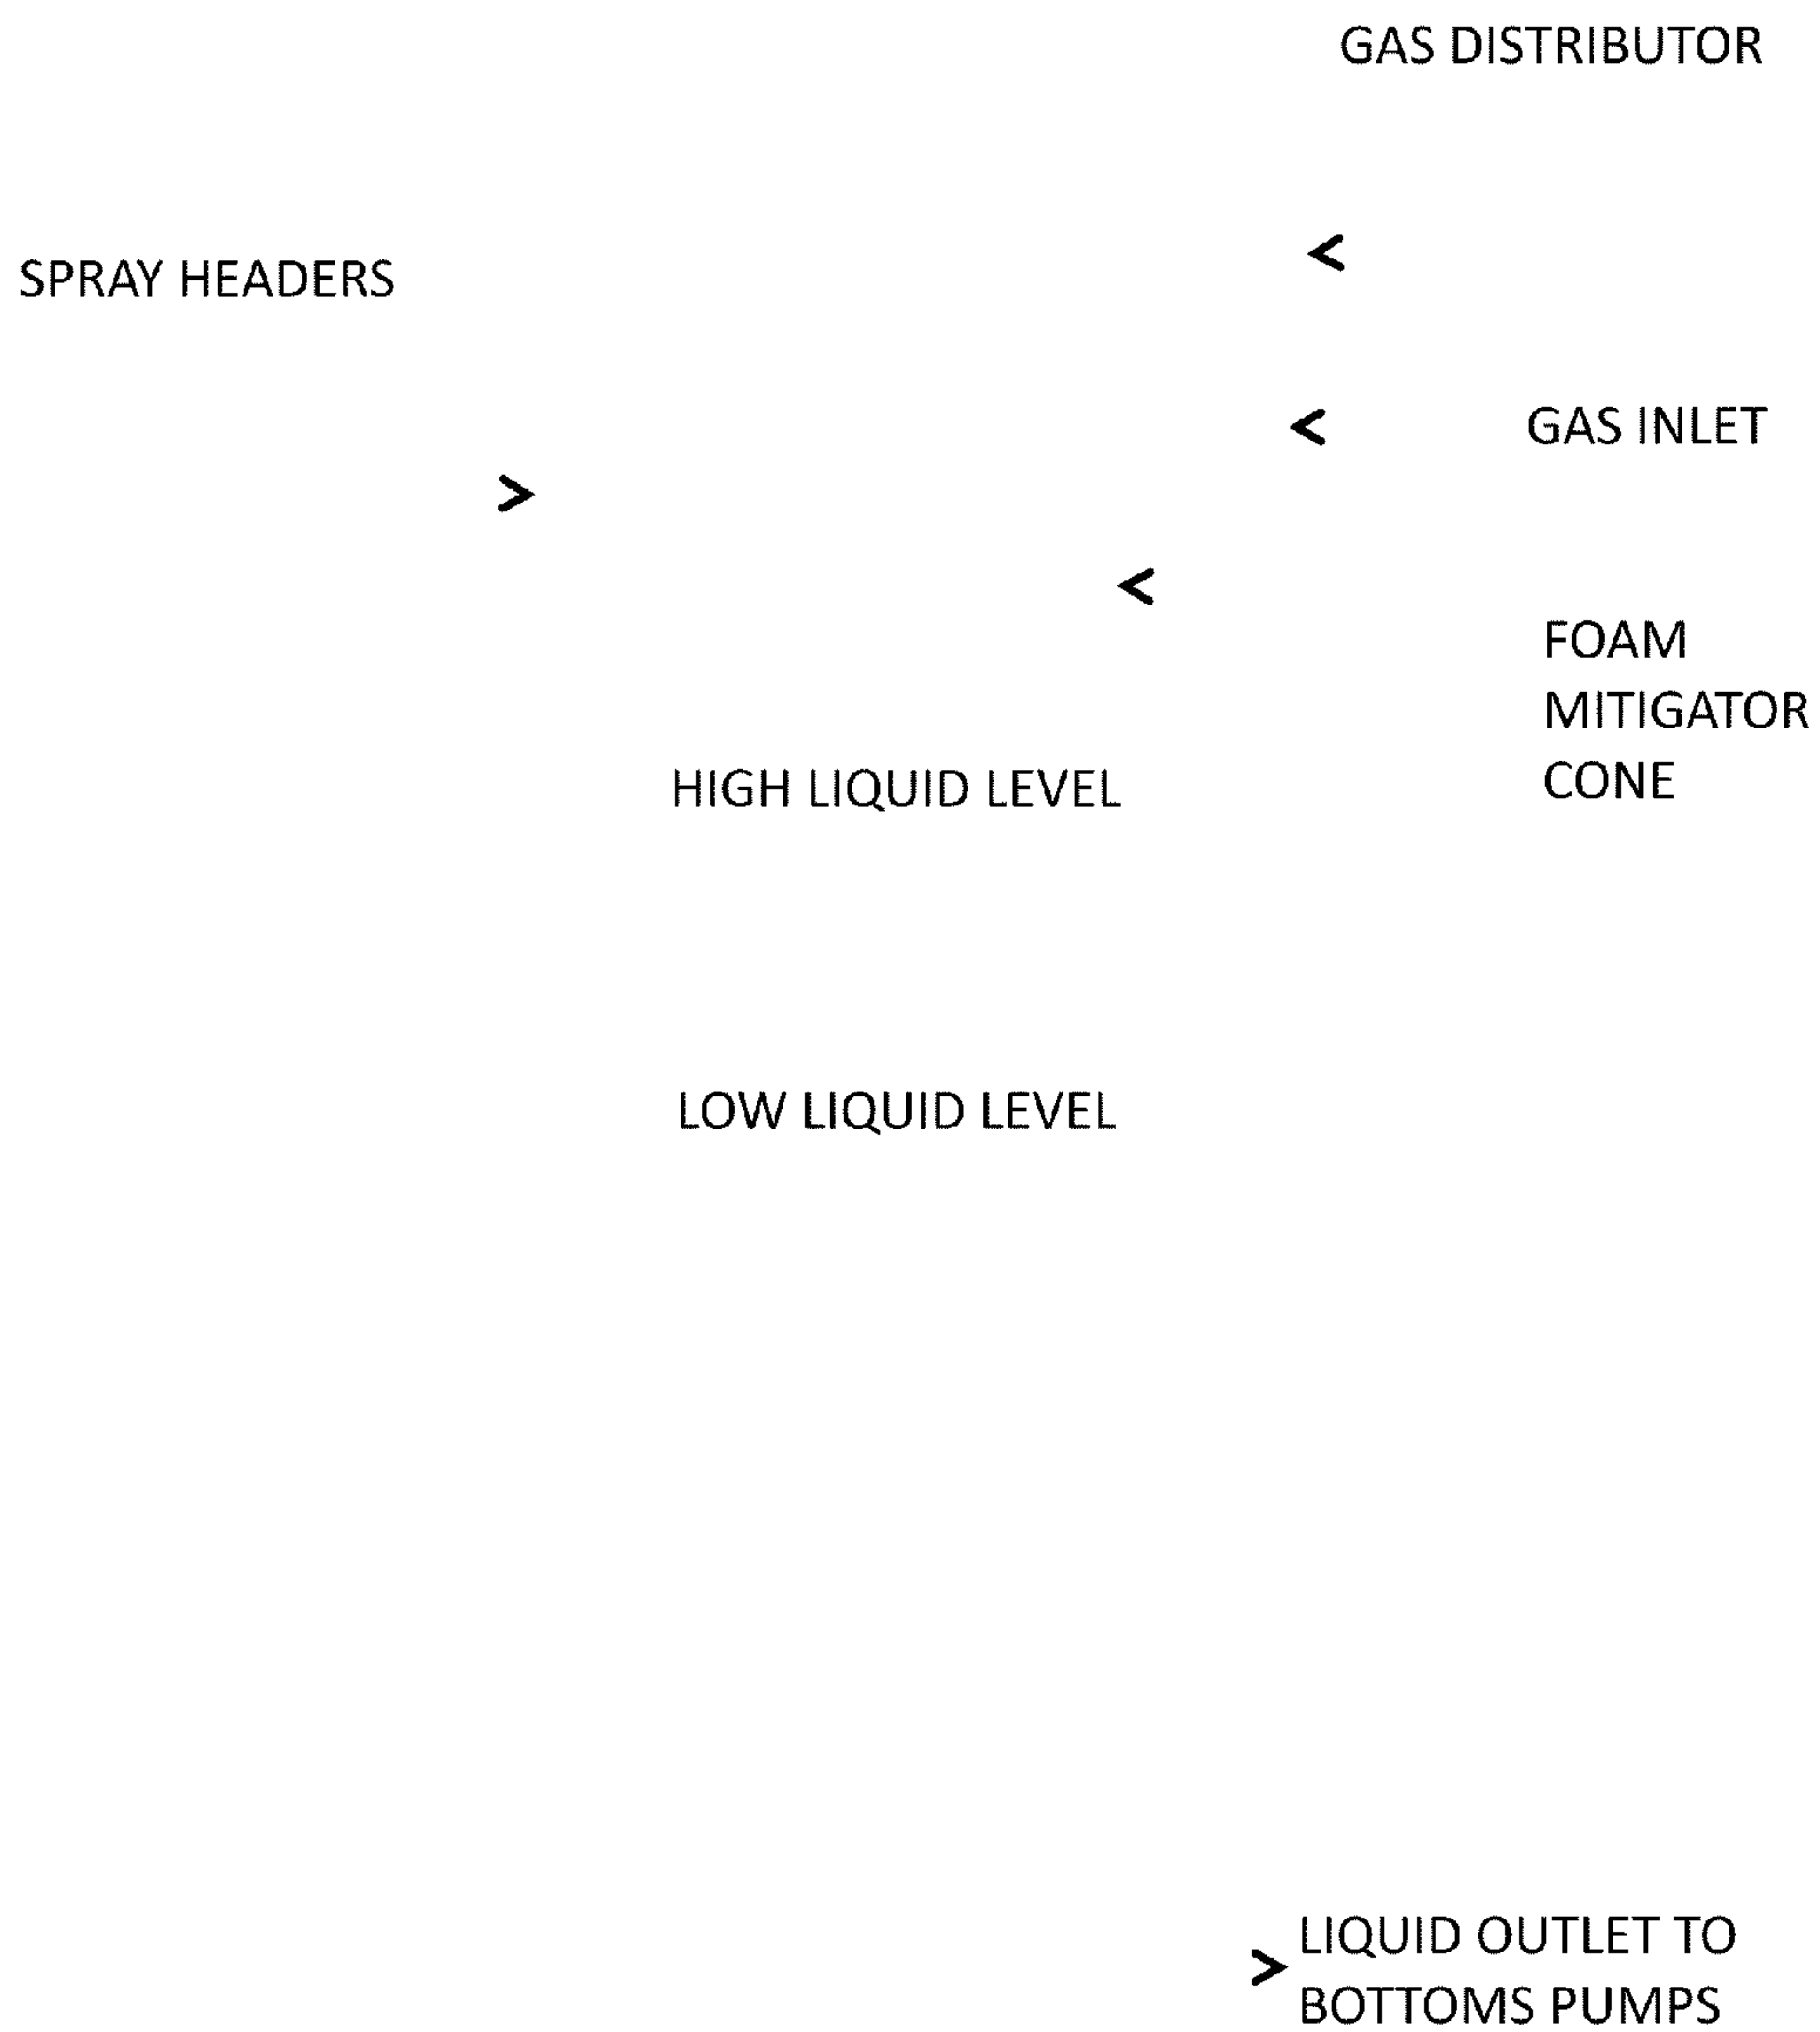 GAS DISTRIBUTOR
SPRAY HEADERS
GAS INLET
FOAM
MITIGATOR
CONE
HIGH LIQUID LEVEL
LOW LIQUID LEVEL
LIQUID OUTLET TO
BOTTOMS PUMPS